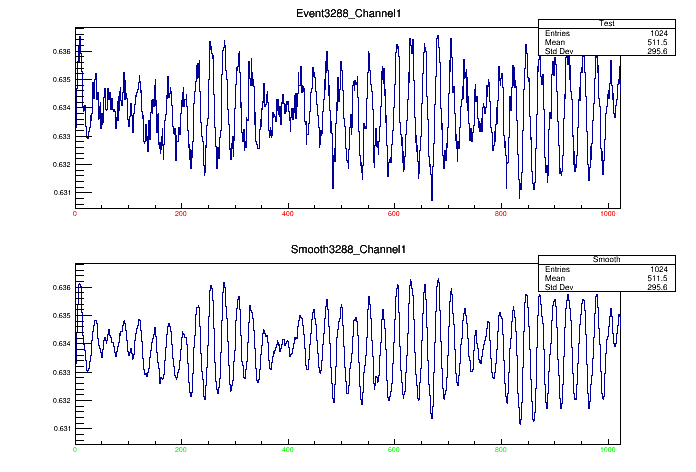 Event3288_Channel1
Test
Entries 1024
Mean 511.5
Std Dev 295.6
0.636
0.635
0.634
0.633
0.632
0.631
0 200 400 600 800 1000
Smooth3288_Channel1
Smooth
Entries 1024
Mean 511.5
Std Dev 295.6
0.636
0.635
0.634
0.633
0.632
0.631
0 200 400 600 800 1000